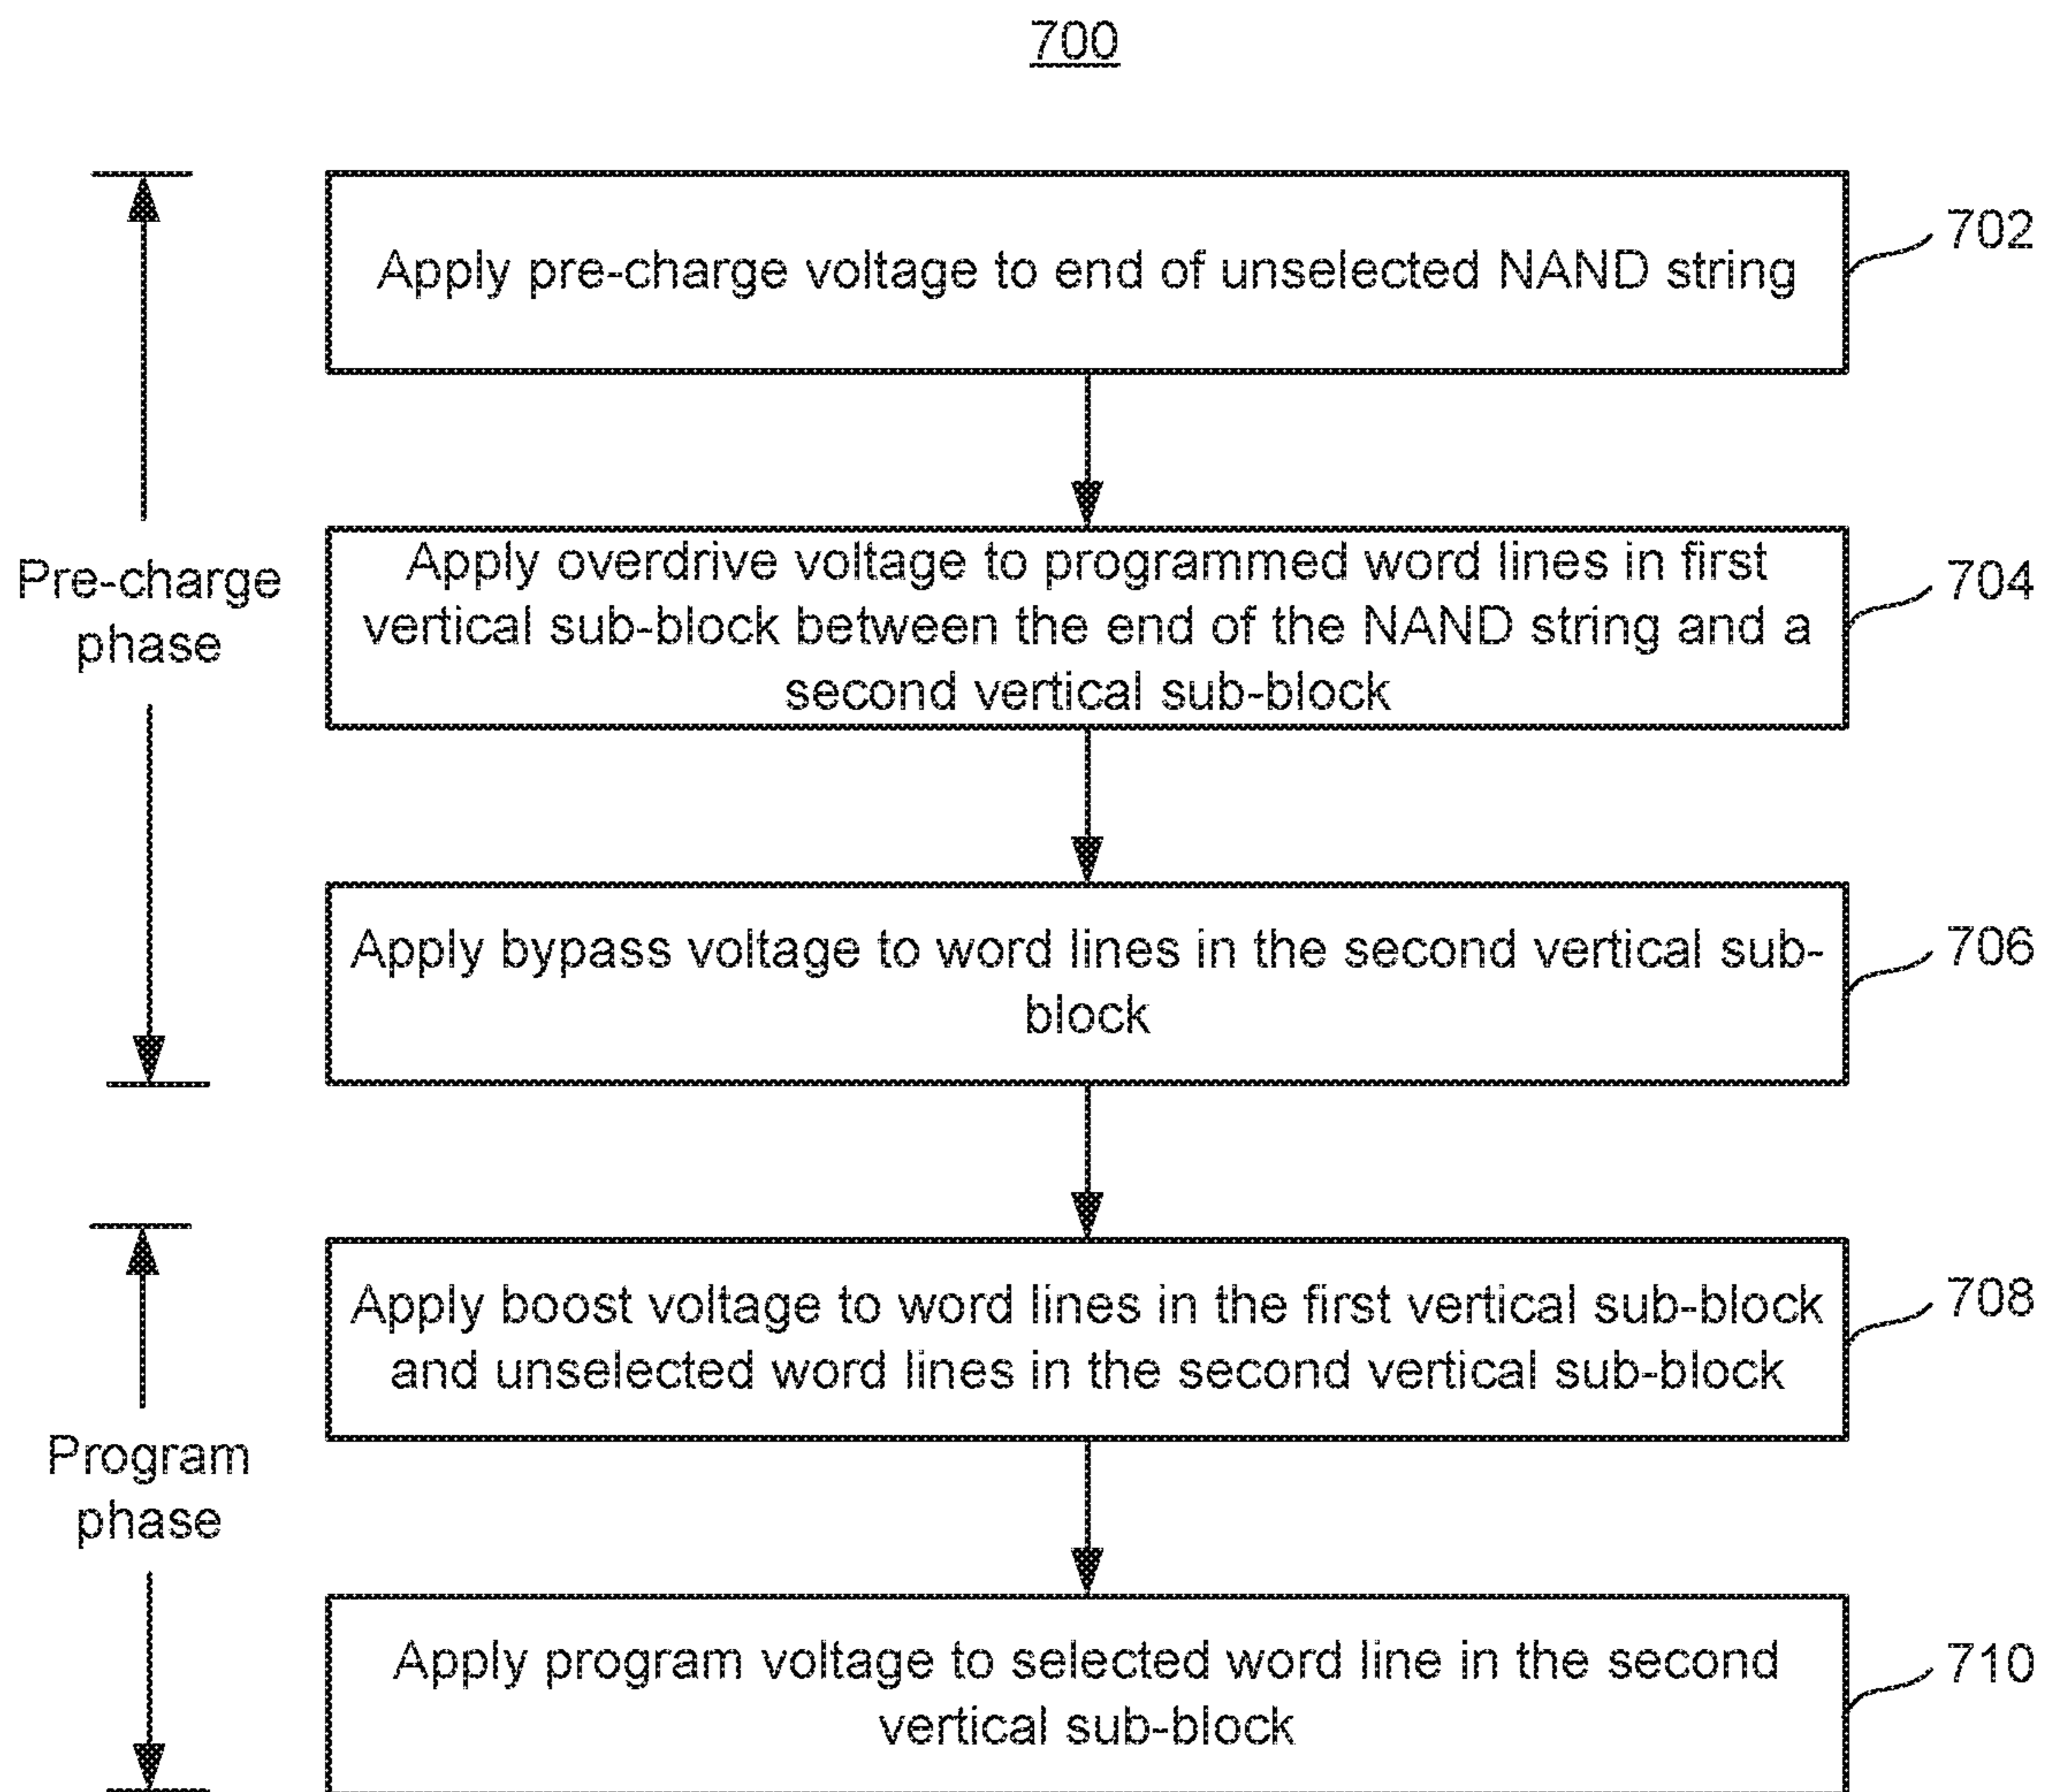 700
Apply pre-charge voltage to end of unselected NAND string
702
Pre-charge
phase
Apply overdrive voltage to programmed word lines in first
vertical sub-block between the end of the NAND string and a
second vertical sub-block
704
Apply bypass voltage to word lines in the second vertical sub-
block
706
Program
phase
Apply boost voltage to word lines in the first vertical sub-block
and unselected word lines in the second vertical sub-block
708
Apply program voltage to selected word line in the second
vertical sub-block
710